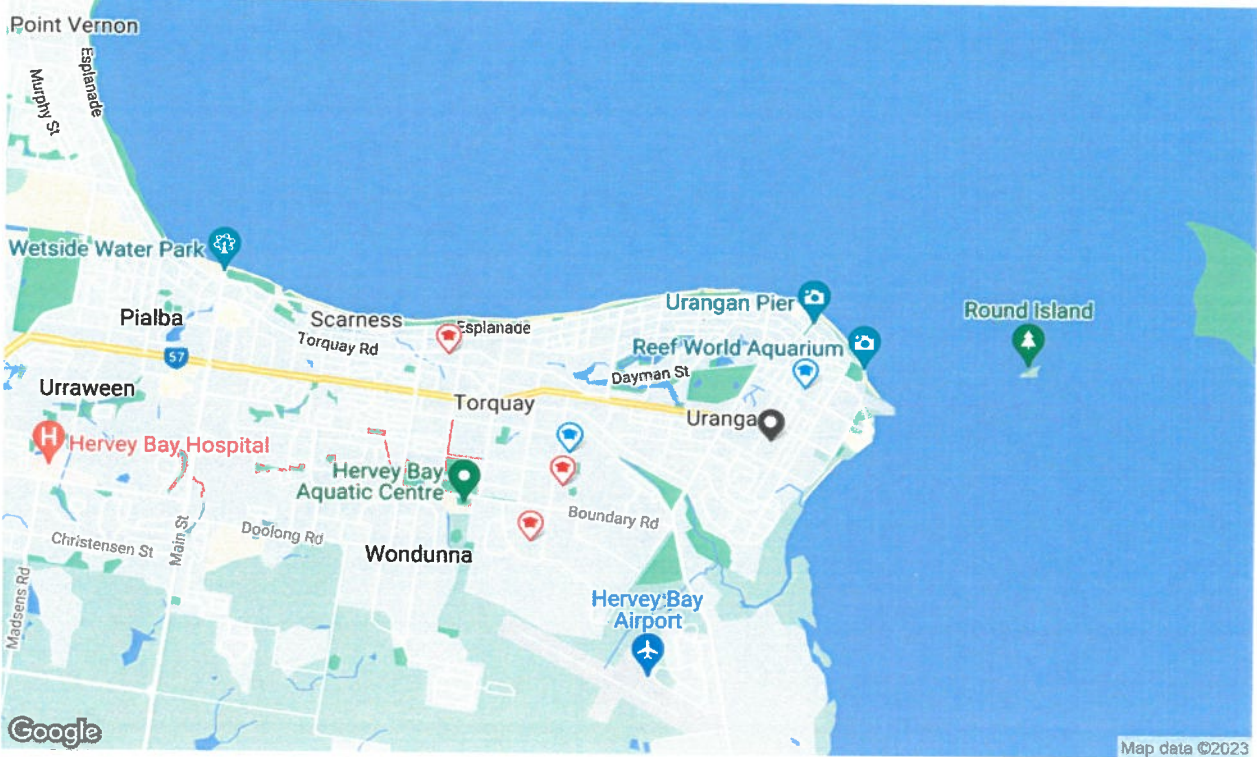 Point Vernon
Esplanade
Murphy St
Wetside Water Park
Pialba
Scarness
Esplanade
Torquay Rd
Urangan Pier
Round Island
Reef World Aquarium
57
Dayman St
Urraween
Torquay
Uranga
H
Hervey Bay Hospital
Hervey Bay
Aquatic Centre
Boundary Rd
Doolong Rd
Main St
Christensen St
Wondunna
Madsens Rd
Hervey Bay
Airport
Google
Map data ©2023